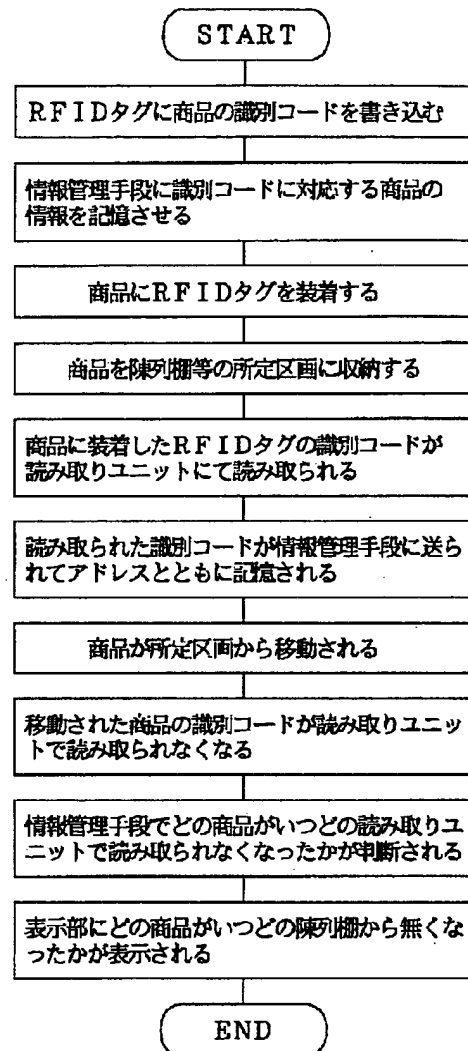 START
RFIDタグに商品の識別コードを書き込む
情報管理手段に識別コードに対応する商品の
情報を記憶させる
商品にRFIDタグを装着する
商品を陳列棚等の所定区画に収納する
商品に装着したRFIDタグの識別コードが
読み取りユニットにて読み取られる
読み取られた識別コードが情報管理手段に送ら
れてアドレスとともに記憶される
商品が所定区画から移動される
移動された商品の識別コードが読み取りユニッ
トで読み取られなくなる
情報管理手段でどの商品がいつどの読み取りユ
ニットで読み取られなくなったかが判断される
表示部にどの商品がいつどの陳列棚から無くな
ったかが表示される
END